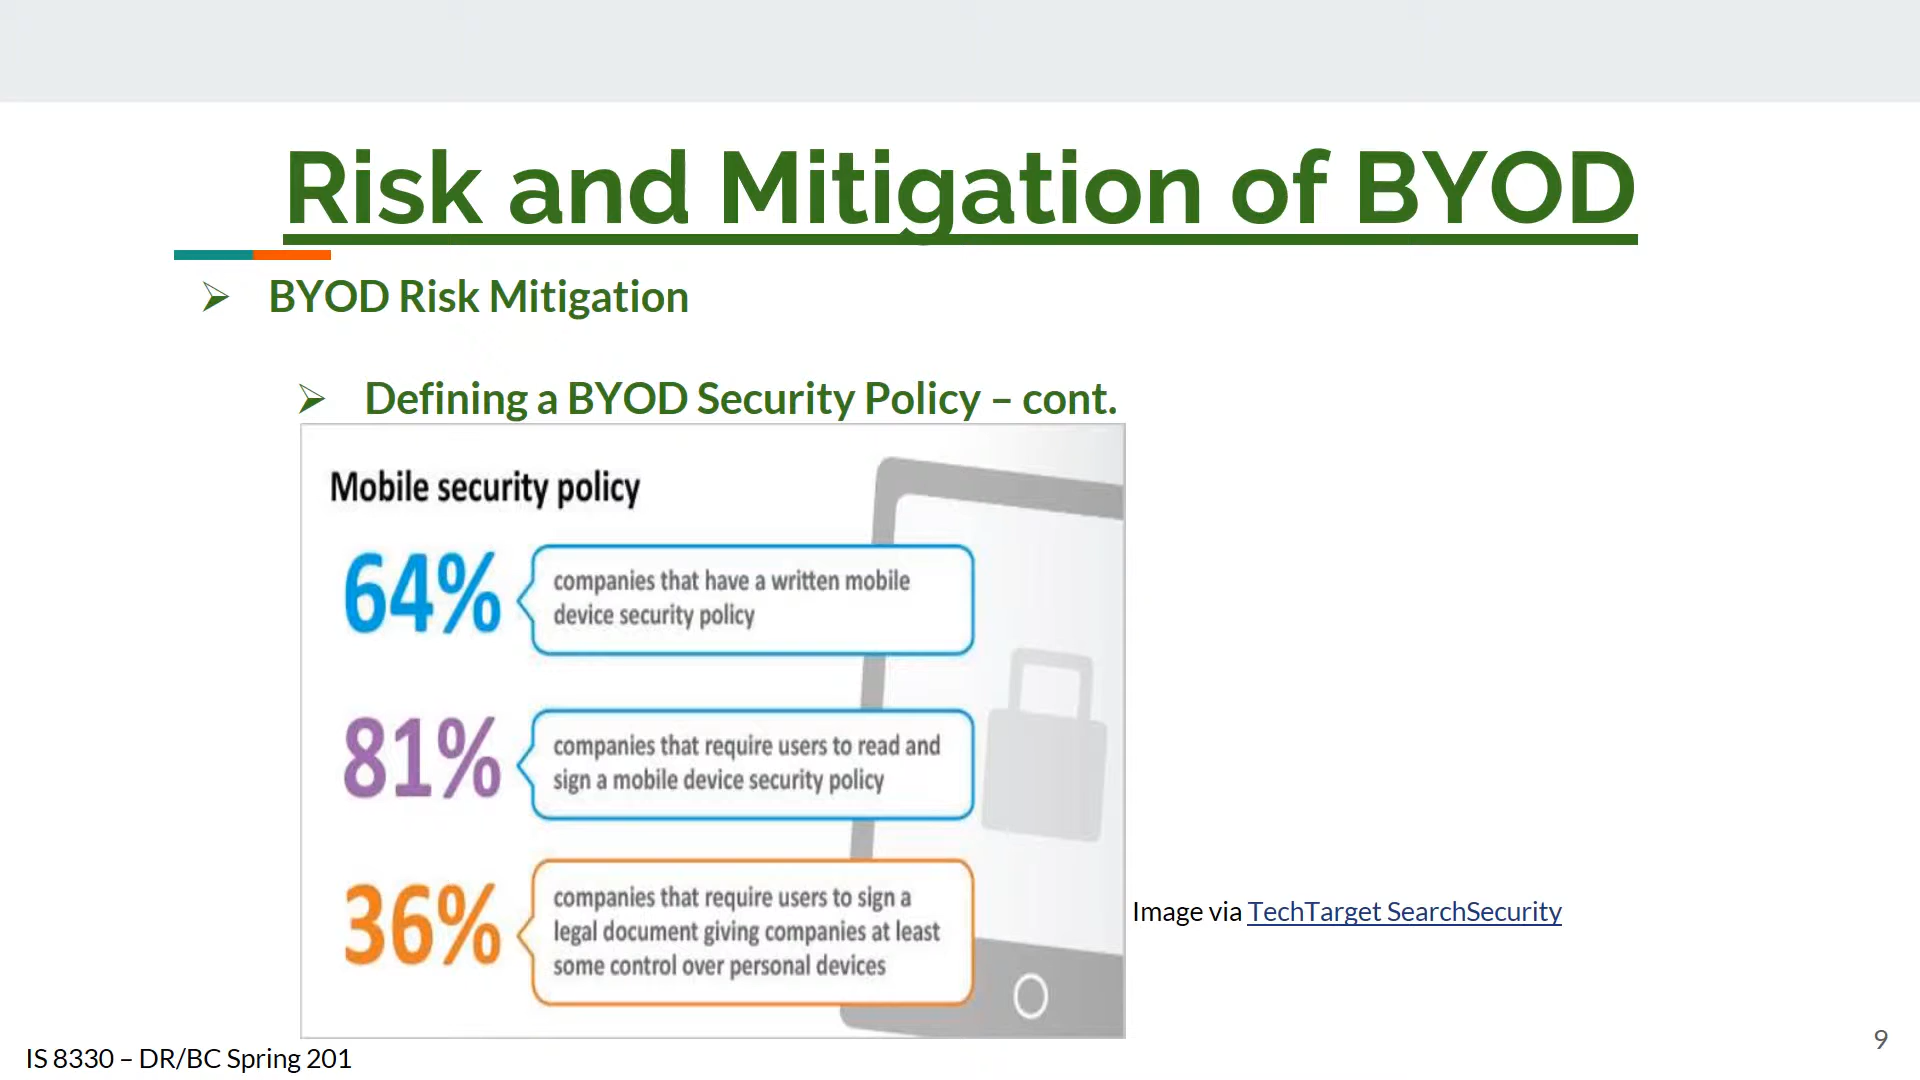 Risk and Mitigation of BYOD
➢ BYOD Risk Mitigation
➢ Defining a BYOD Security Policy – cont.
Mobile security policy
64%
companies that have a written mobile
device security policy
81%
companies that require users to read and
sign a mobile device security policy
36%
companies that require users to sign a
legal document giving companies at least
some control over personal devices
Image via TechTarget SearchSecurity
9
IS 8330 – DR/BC Spring 201